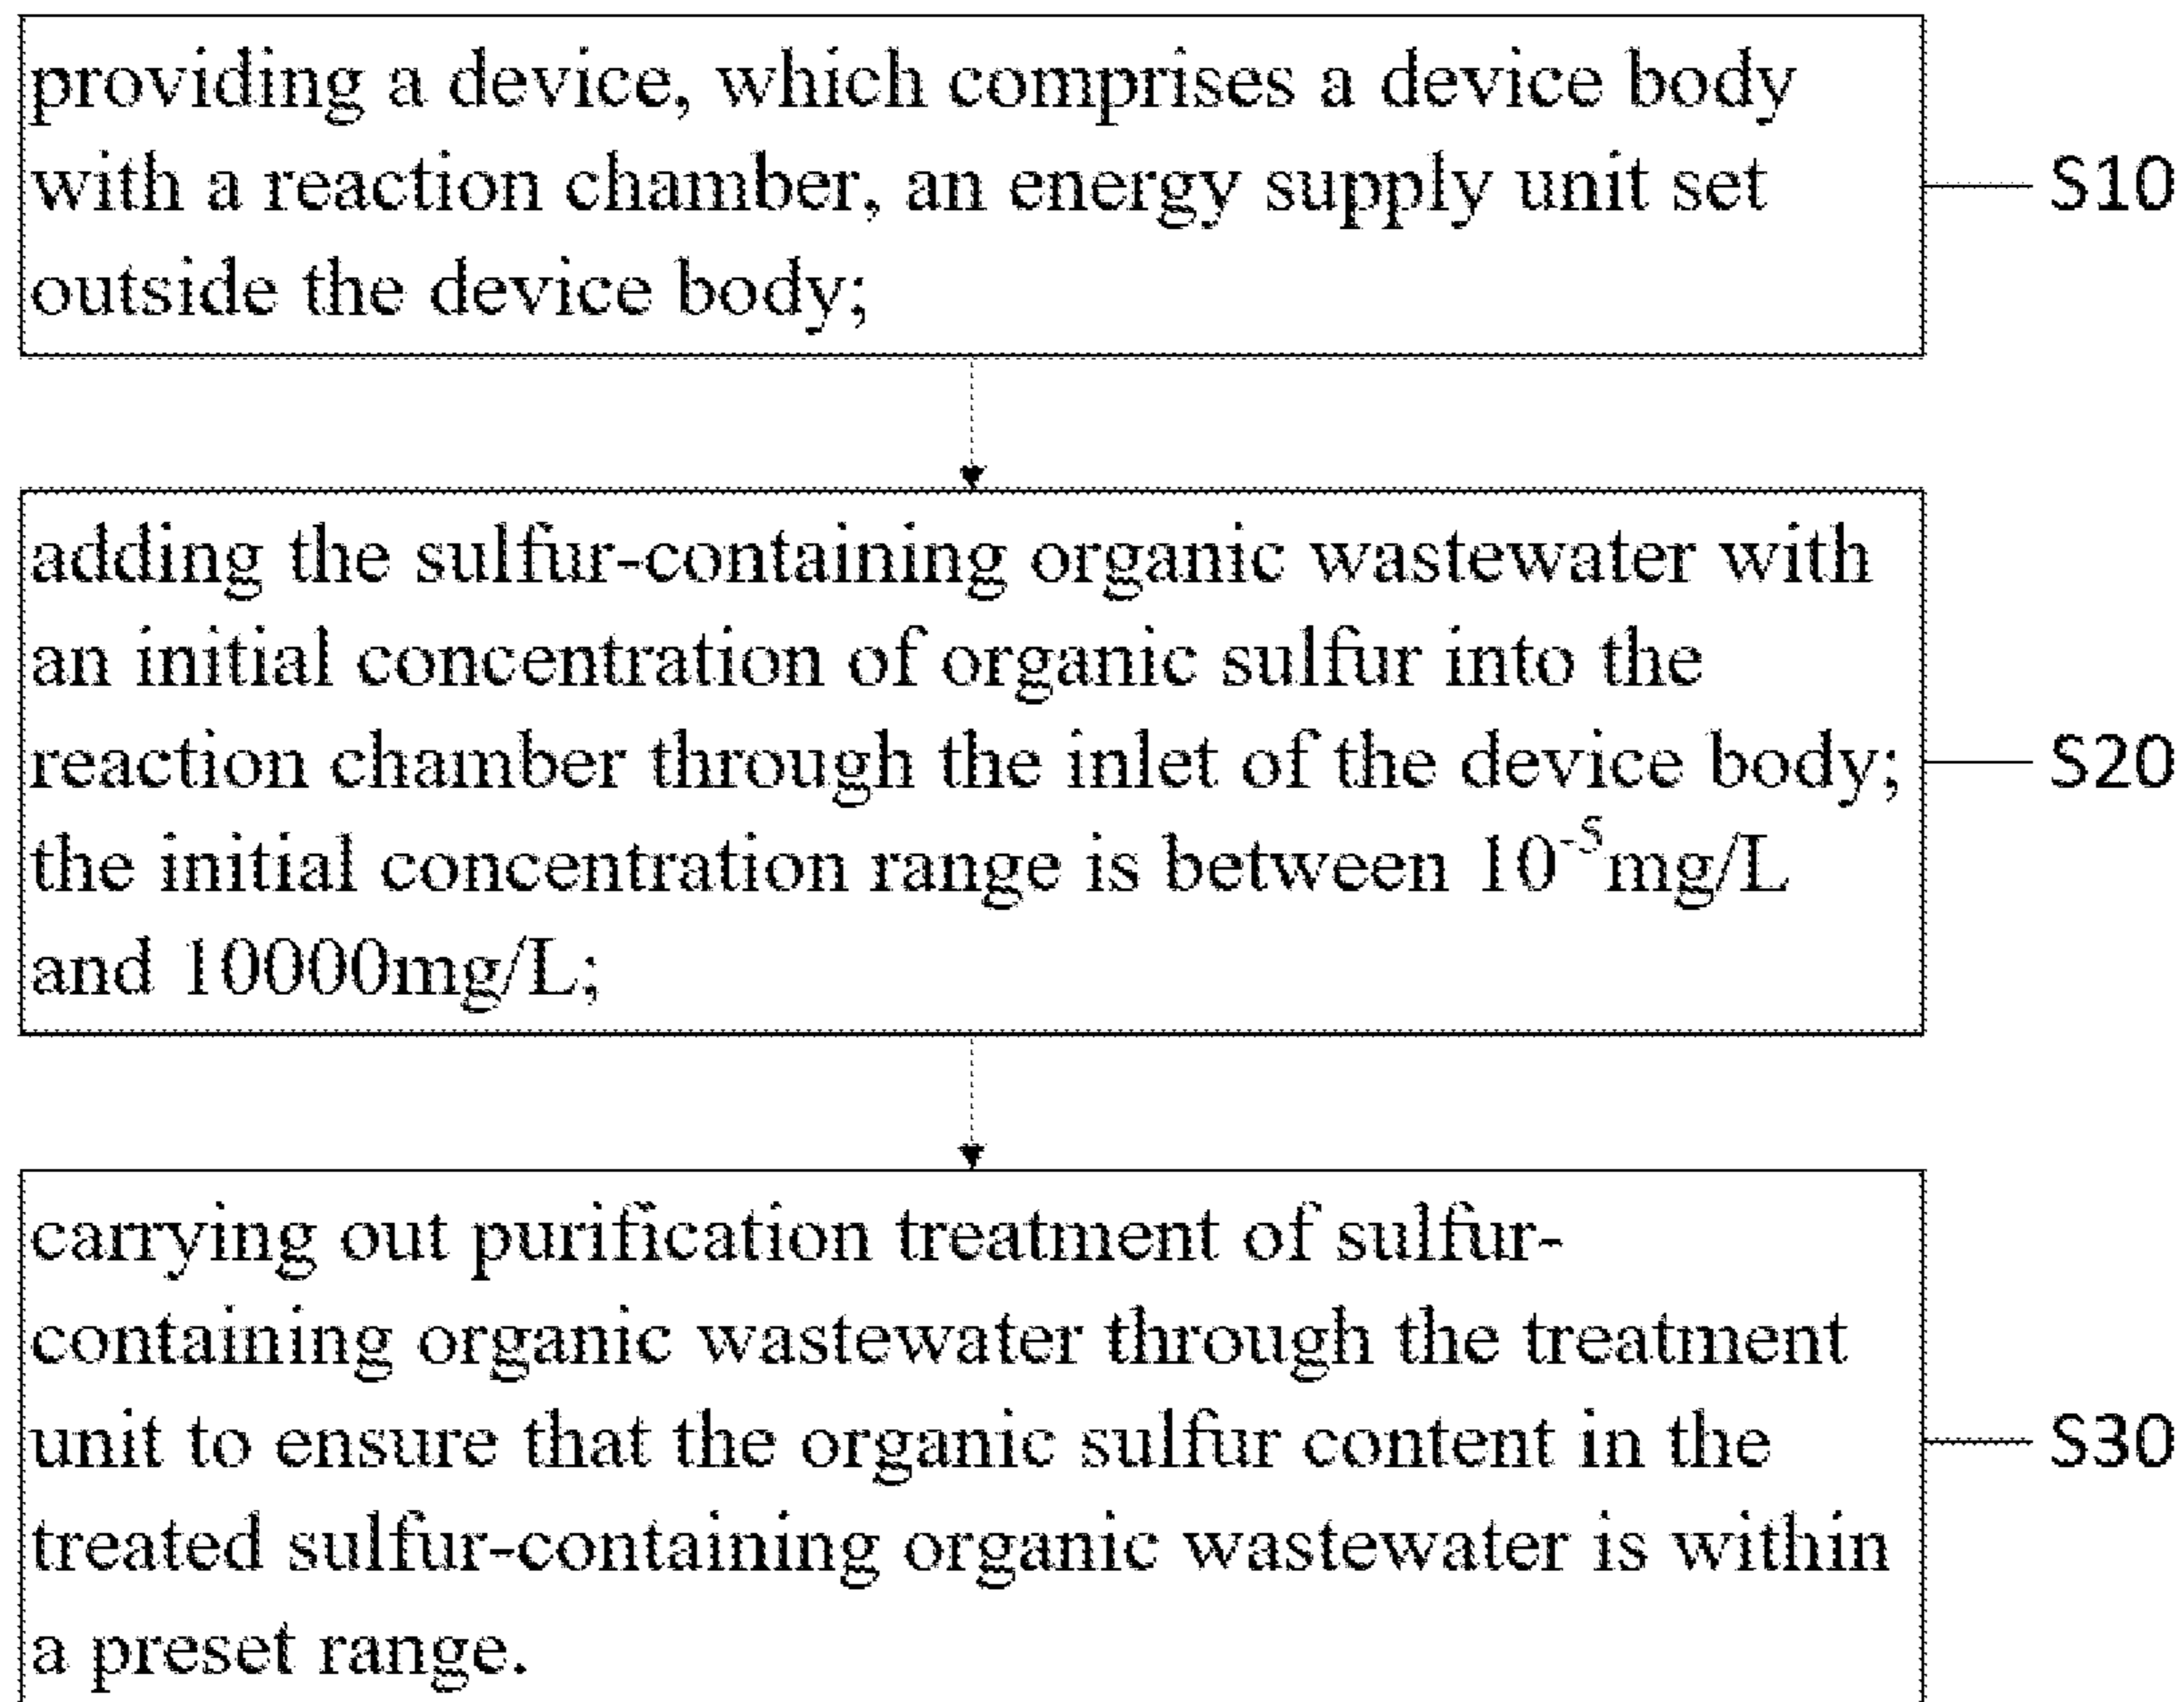 providing a device, which comprises a device body
with a reaction chamber, an energy supply unit set
outside the device body;
S10
adding the sulfur-containing organic wastewater with
an initial concentration of organic sulfur into the
reaction chamber through the inlet of the device body;
the initial concentration range is between 10⁻⁵mg/L
and 10000mg/L;
S20
carrying out purification treatment of sulfur-
containing organic wastewater through the treatment
unit to ensure that the organic sulfur content in the
treated sulfur-containing organic wastewater is within
a preset range.
S30